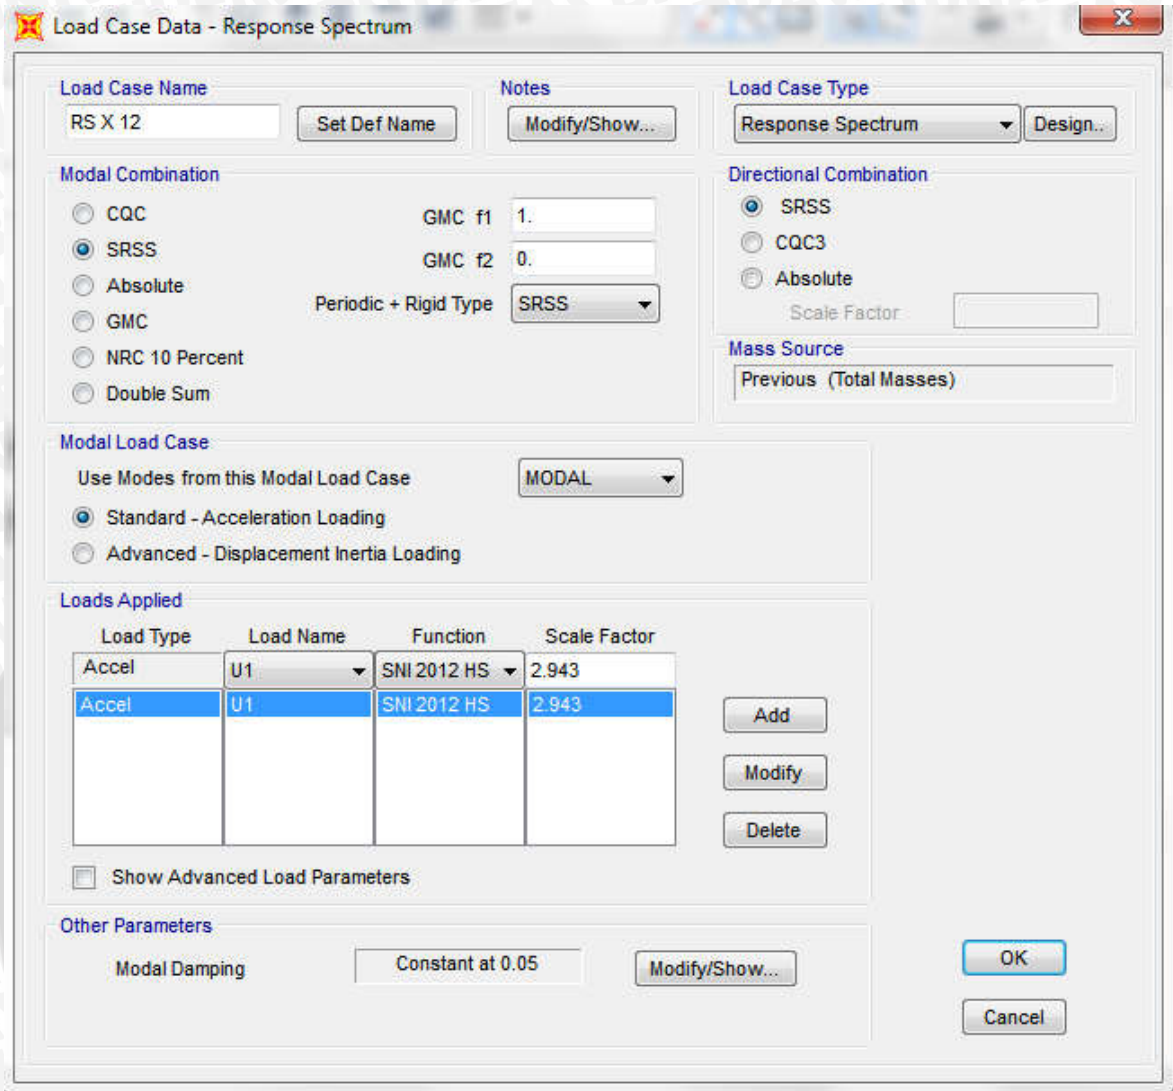 Load Case Data - Response Spectrum
X
Load Case Name
Notes
Load Case Type
RS X 12
Set Def Name
Modify/Show...
Response Spectrum
Design..
Modal Combination
Directional Combination
CQC
GMC f1
1.
SRSS
SRSS
GMC f2
0.
CQC3
Absolute
Periodic + Rigid Type
SRSS
Absolute
GMC
Scale Factor
NRC 10 Percent
Mass Source
Double Sum
Previous (Total Masses)
Modal Load Case
Use Modes from this Modal Load Case
MODAL
Standard - Acceleration Loading
Advanced - Displacement Inertia Loading
Loads Applied
Load Type Load Name Function Scale Factor
Accel U1 SNI 2012 HS 2.943
Accel U1 SNI 2012 HS 2.943
Add
Modify
Delete
Show Advanced Load Parameters
Other Parameters
Modal Damping
Constant at 0.05
Modify/Show...
OK
Cancel